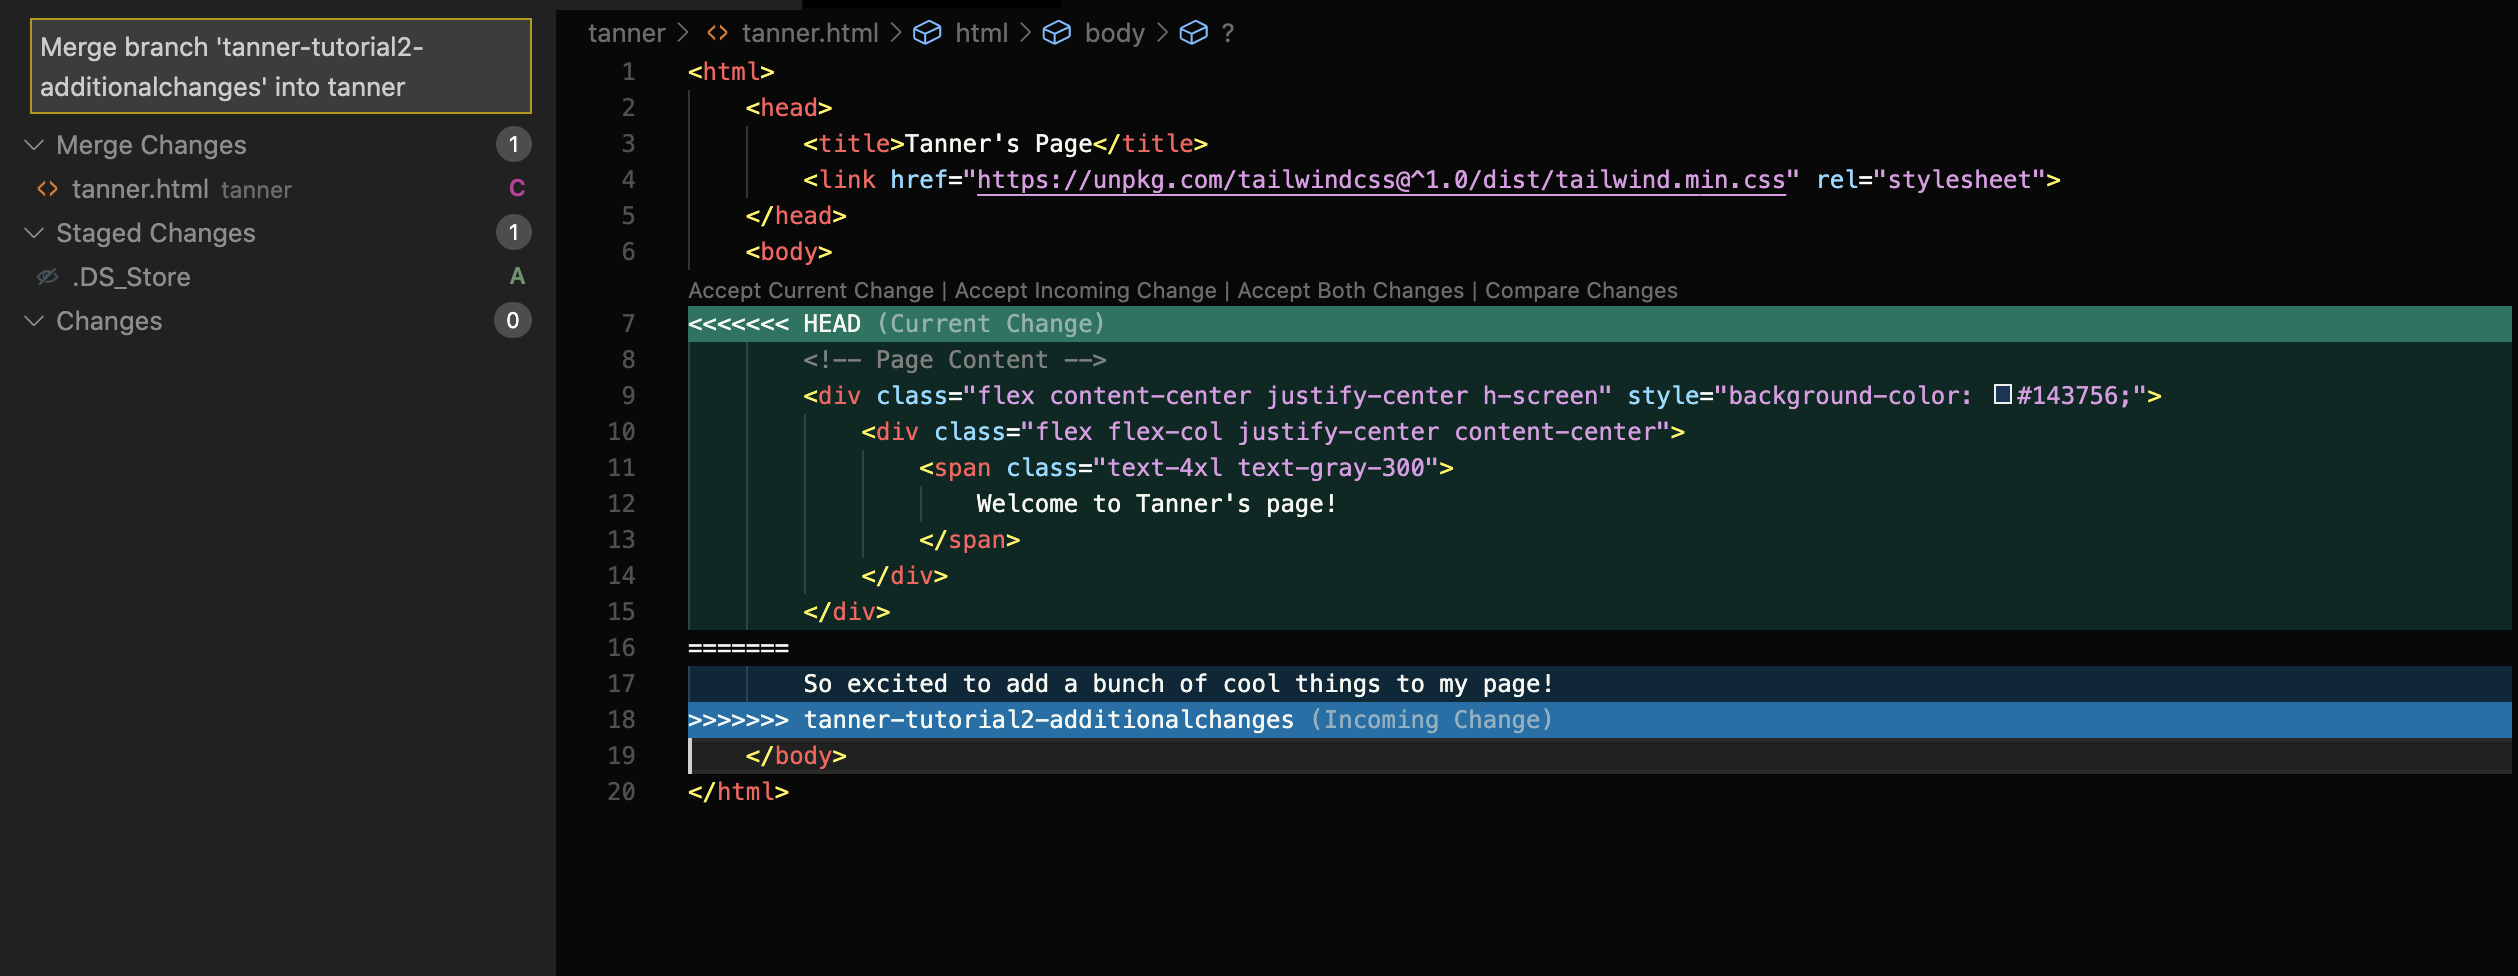 Merge branch 'tanner-tutorial2-
additionalchanges' into tanner
Merge Changes 1
tanner.html tanner C
Staged Changes 1
.DS_Store A
Changes 0
tanner > <> tanner.html > html > body > ?
1 <html>
2     <head>
3         <title>Tanner's Page</title>
4         <link href="https://unpkg.com/tailwindcss@^1.0/dist/tailwind.min.css" rel="stylesheet">
5     </head>
6     <body>
Accept Current Change | Accept Incoming Change | Accept Both Changes | Compare Changes
7 <<<<<<< HEAD (Current Change)
8         <!-- Page Content -->
9         <div class="flex content-center justify-center h-screen" style="background-color: #143756;">
10             <div class="flex flex-col justify-center content-center">
11                 <span class="text-4xl text-gray-300">
12                     Welcome to Tanner's page!
13                 </span>
14             </div>
15         </div>
16 =======
17         So excited to add a bunch of cool things to my page!
18 >>>>>>> tanner-tutorial2-additionalchanges (Incoming Change)
19     </body>
20 </html>